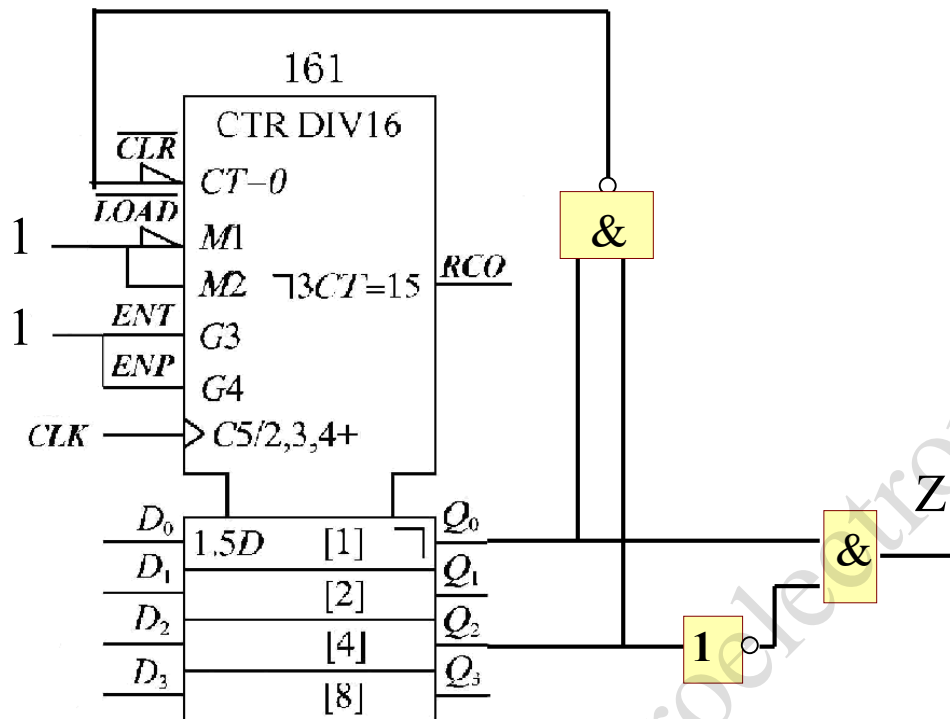 161
CTR DIV16
CLR
CT–0
LOAD
1
M1
M2
⌝3CT=15
RCO
&
1
ENT
G3
ENP
G4
CLK
C5/2,3,4+
D₀
1,5D
[1]
Q₀
D₁
[2]
Q₁
D₂
[4]
Q₂
D₃
[8]
Q₃
1
&
Z